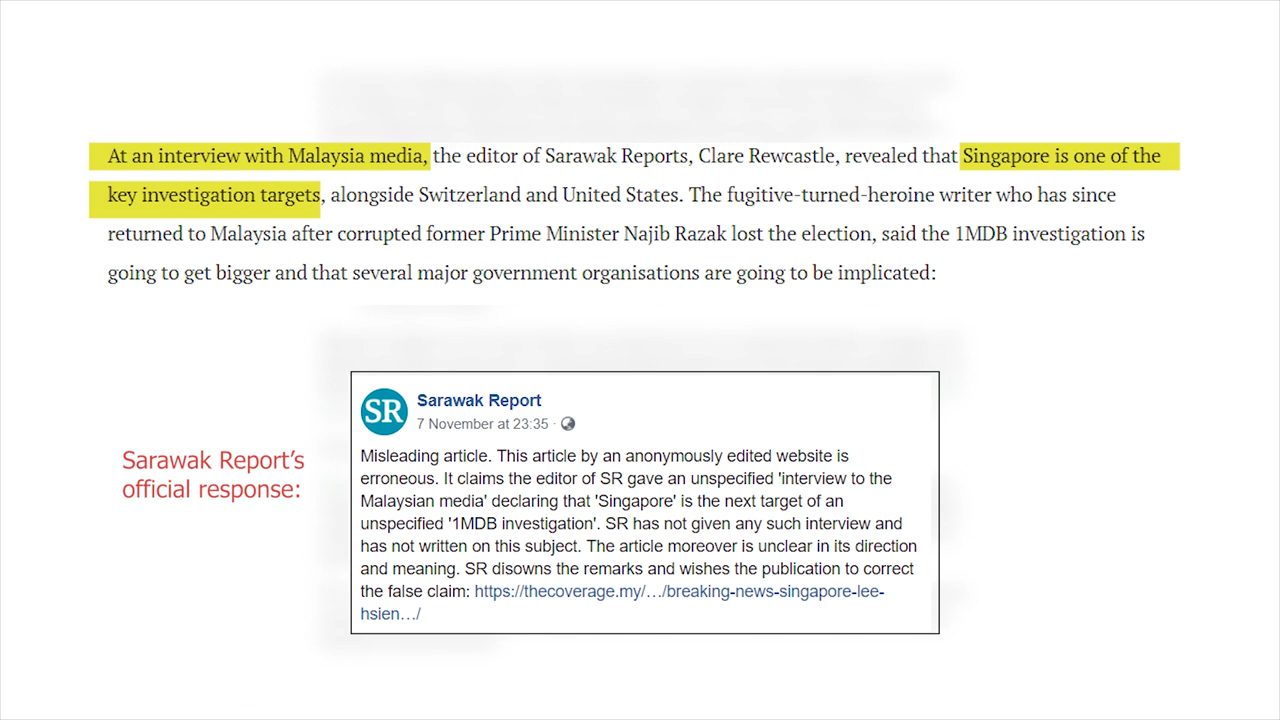 At an interview with Malaysia media, the editor of Sarawak Reports, Clare Rewcastle, revealed that Singapore is one of the
key investigation targets, alongside Switzerland and United States. The fugitive-turned-heroine writer who has since
returned to Malaysia after corrupted former Prime Minister Najib Razak lost the election, said the 1MDB investigation is
going to get bigger and that several major government organisations are going to be implicated:
Sarawak Report's
official response:
SR
Sarawak Report
7 November at 23:35 ·
Misleading article. This article by an anonymously edited website is
erroneous. It claims the editor of SR gave an unspecified 'interview to the
Malaysian media' declaring that 'Singapore' is the next target of an
unspecified '1MDB investigation'. SR has not given any such interview and
has not written on this subject. The article moreover is unclear in its direction
and meaning. SR disowns the remarks and wishes the publication to correct
the false claim: https://thecoverage.my/…/breaking-news-singapore-lee-
hsien…/